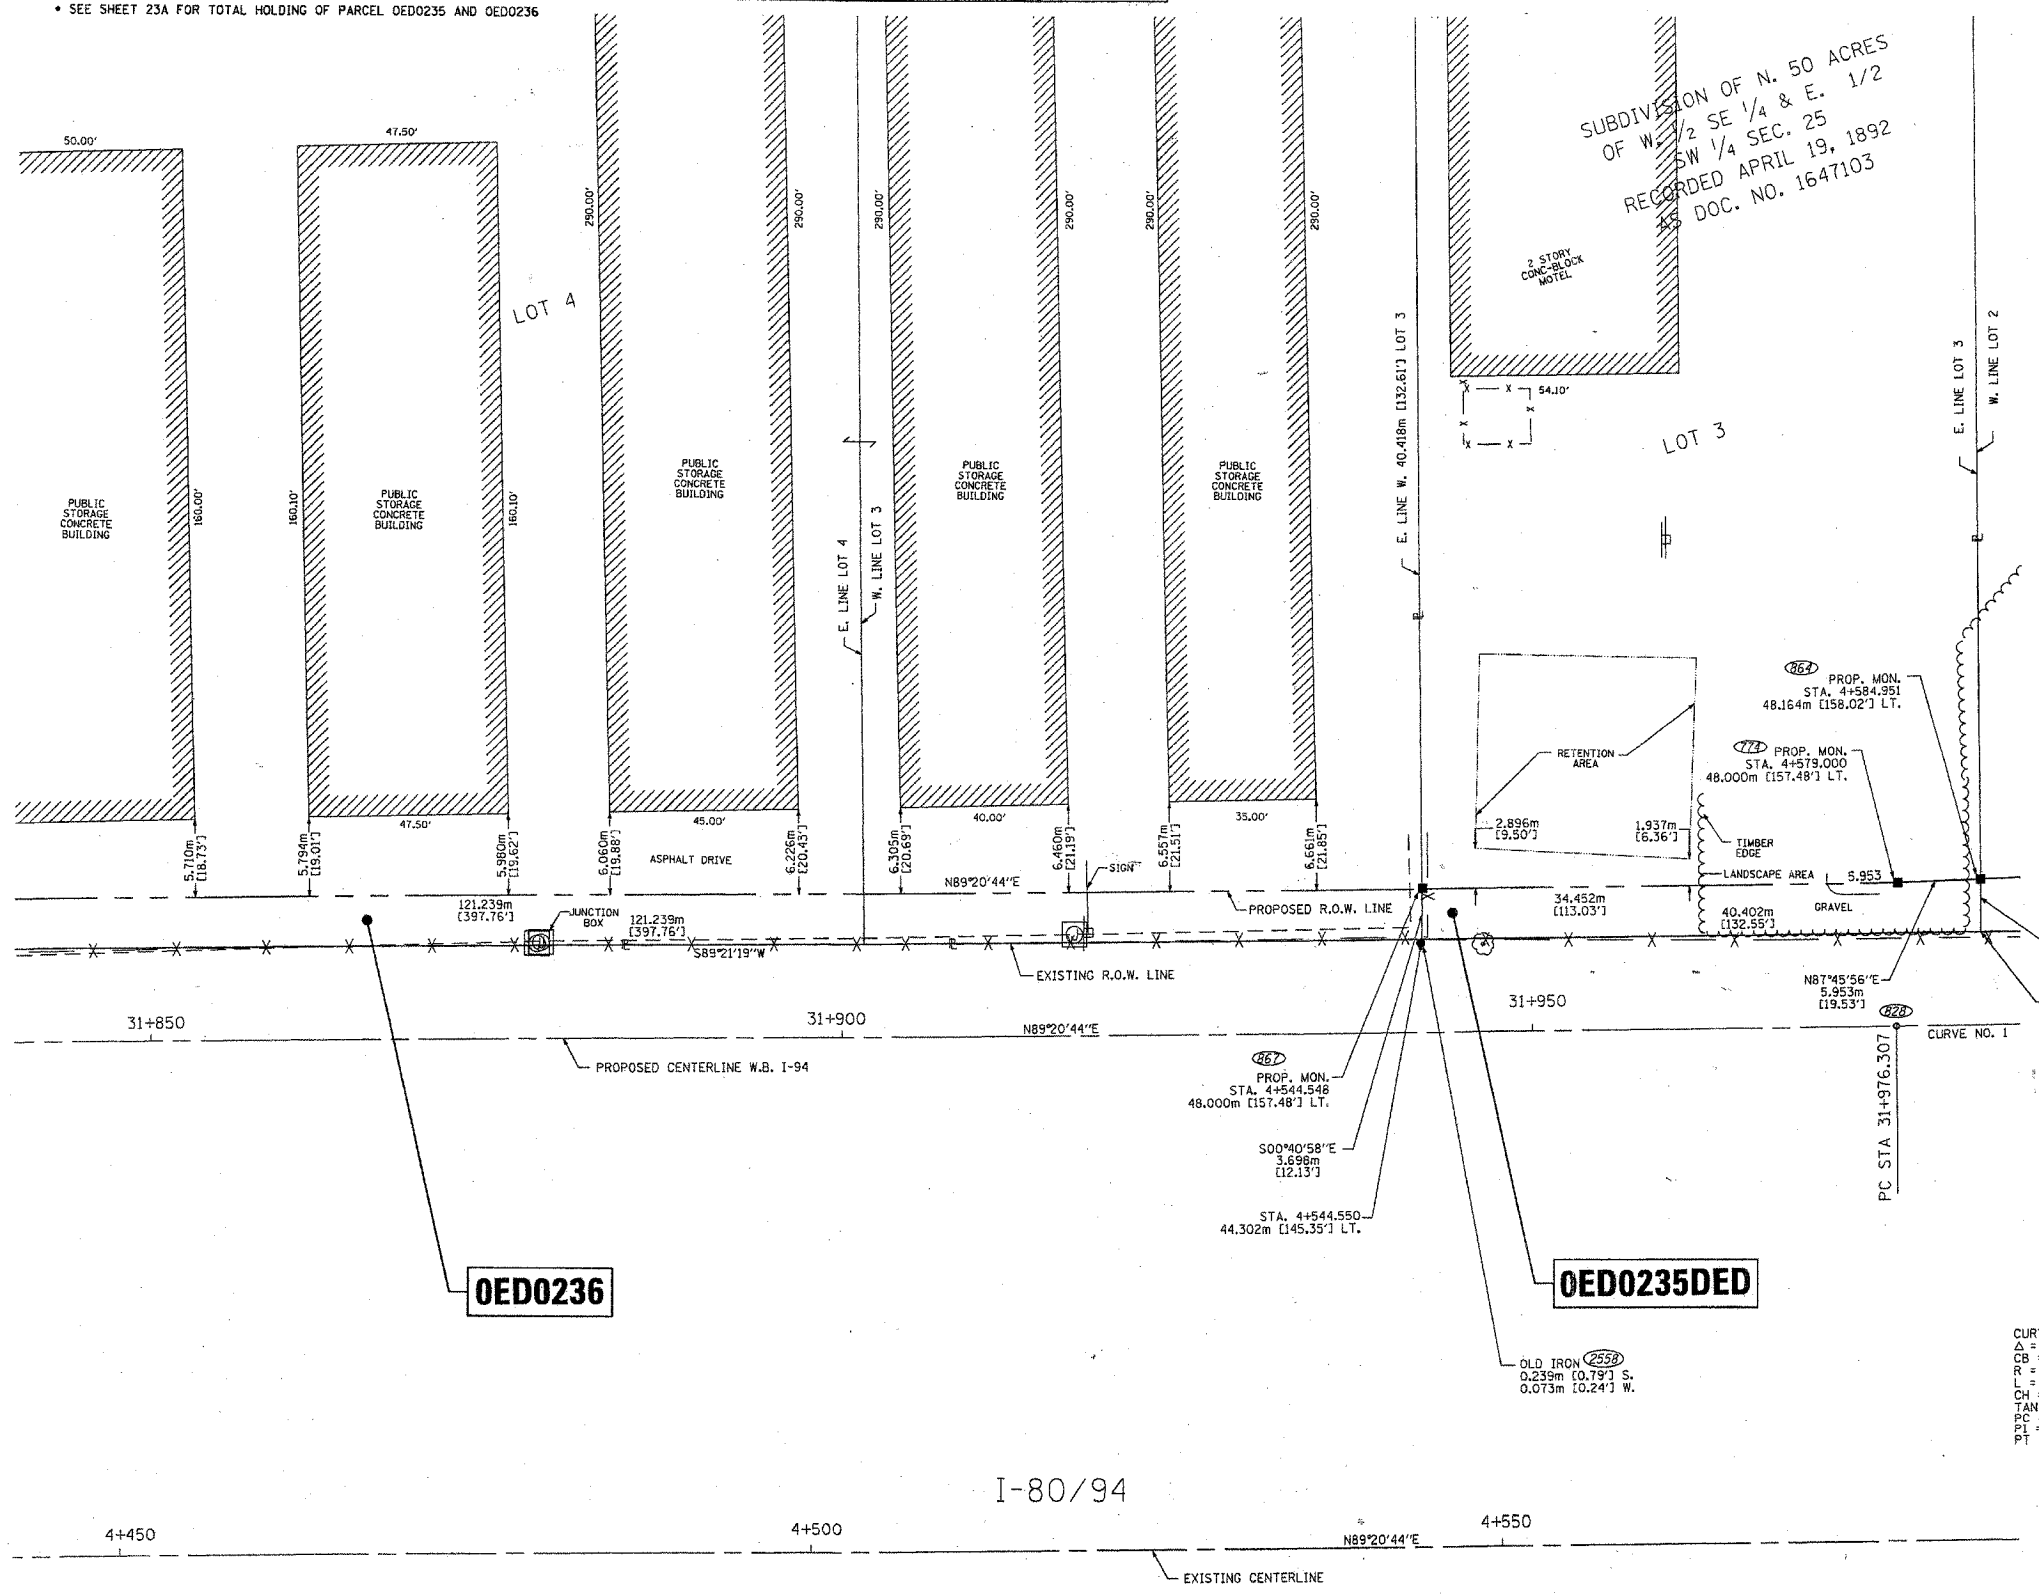 • SEE SHEET 23A FOR TOTAL HOLDING OF PARCEL 0ED0235 AND 0ED0236
SUBDIVISION OF N. 50 ACRES
OF W. 1/2 SE 1/4 & E. 1/2
SW 1/4 SEC. 25
RECORDED APRIL 19, 1892
AS DOC. NO. 1647103
50.00'
47.50'
290.00'
290.00'
290.00'
290.00'
290.00'
290.00'
LOT 4
2 STORY
CONC-BLOCK
MOTEL
54.10'
LOT 3
E. LINE W. 40.418m [132.61'] LOT 3
E. LINE LOT 3
W. LINE LOT 2
PUBLIC
STORAGE
CONCRETE
BUILDING
160.00'
160.10'
PUBLIC
STORAGE
CONCRETE
BUILDING
160.10'
PUBLIC
STORAGE
CONCRETE
BUILDING
PUBLIC
STORAGE
CONCRETE
BUILDING
PUBLIC
STORAGE
CONCRETE
BUILDING
E. LINE LOT 4
W. LINE LOT 3
864
PROP. MON.
STA. 4+584.951
48.164m [158.02'] LT.
774 PROP. MON.
STA. 4+579.000
48.000m [157.48'] LT.
RETENTION
AREA
2.896m
[9.50']
1.937m
[6.36']
TIMBER
EDGE
LANDSCAPE AREA
5.953
GRAVEL
47.50'
45.00'
40.00'
35.00'
5.710m
[18.73']
5.794m
[19.01']
5.980m
[19.62']
6.060m
[19.88']
6.226m
[20.43']
6.305m
[20.69']
6.460m
[21.19']
6.557m
[21.51']
6.661m
[21.85']
ASPHALT DRIVE
N89°20'44"E
SIGN
PROPOSED R.O.W. LINE
34.452m
[113.03']
40.402m
[132.55']
121.239m
[397.76']
JUNCTION
BOX
121.239m
[397.76']
S89°21'19"W
EXISTING R.O.W. LINE
N87°45'56"E
5.953m
[19.53']
31+850
31+900
31+950
N89°20'44"E
828
CURVE NO. 1
PROPOSED CENTERLINE W.B. I-94
PC STA 31+976.307
867
PROP. MON.
STA. 4+544.548
48.000m [157.48'] LT.
S00°40'58"E
3.698m
[12.13']
STA. 4+544.550
44.302m [145.35'] LT.
0ED0236
0ED0235DED
OLD IRON 2558
0.239m [0.79'] S.
0.073m [0.24'] W.
CUR
Δ =
CB
R =
L =
CH
TAN
PC
PI =
PT
I-80/94
4+450
4+500
4+550
N89°20'44"E
EXISTING CENTERLINE